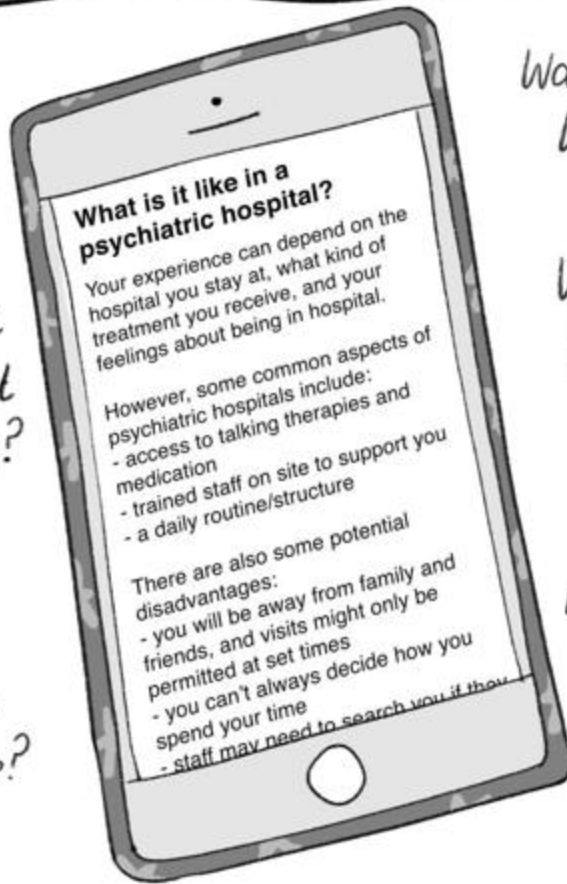 What is it like in a
psychiatric hospital?
Your experience can depend on the
hospital you stay at, what kind of
treatment you receive, and your
feelings about being in hospital.
However, some common aspects of
psychiatric hospitals include:
- access to talking therapies and
medication
- trained staff on site to support you
- a daily routine/structure
There are also some potential
disadvantages:
- you will be away from family and
friends, and visits might only be
permitted at set times
- you can't always decide how you
spend your time
- staff may need to search you if they